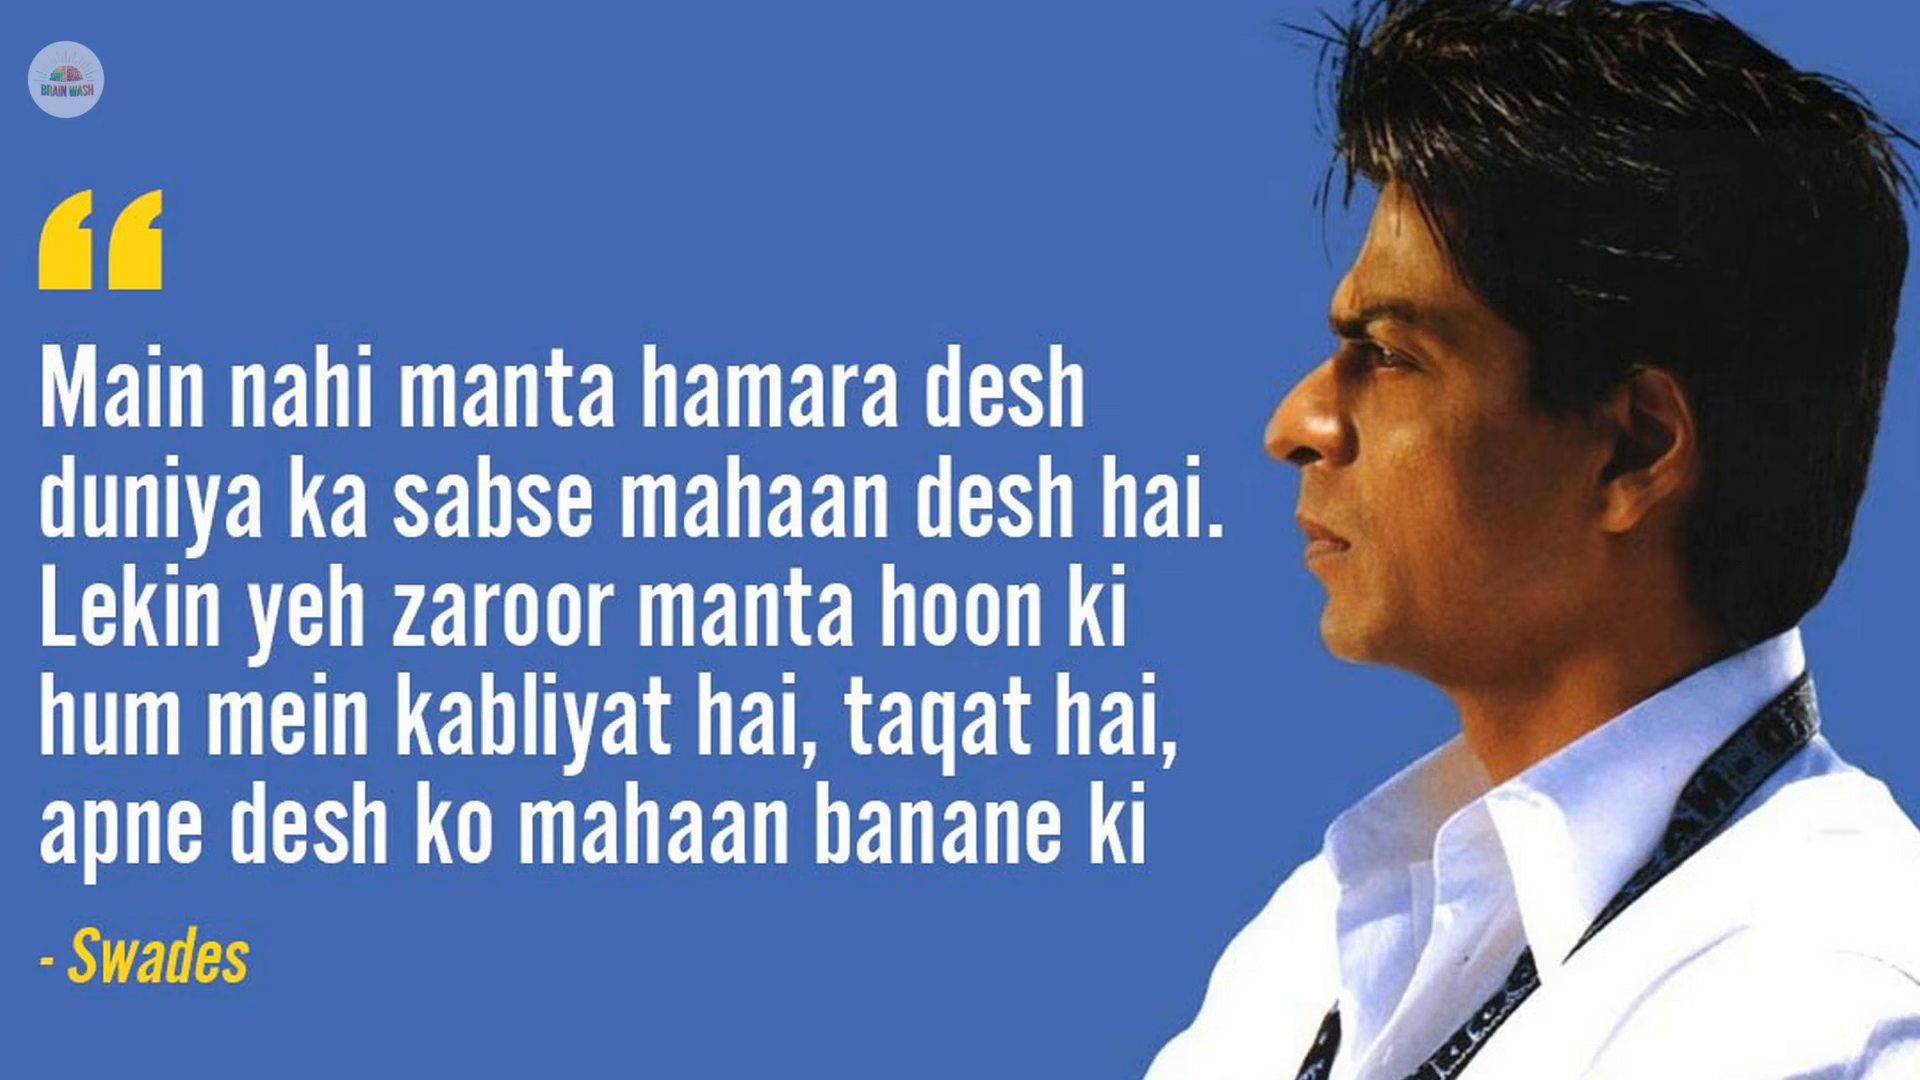 BRAIN WASH
“
Main nahi manta hamara desh
duniya ka sabse mahaan desh hai.
Lekin yeh zaroor manta hoon ki
hum mein kabliyat hai, taqat hai,
apne desh ko mahaan banane ki
- Swades